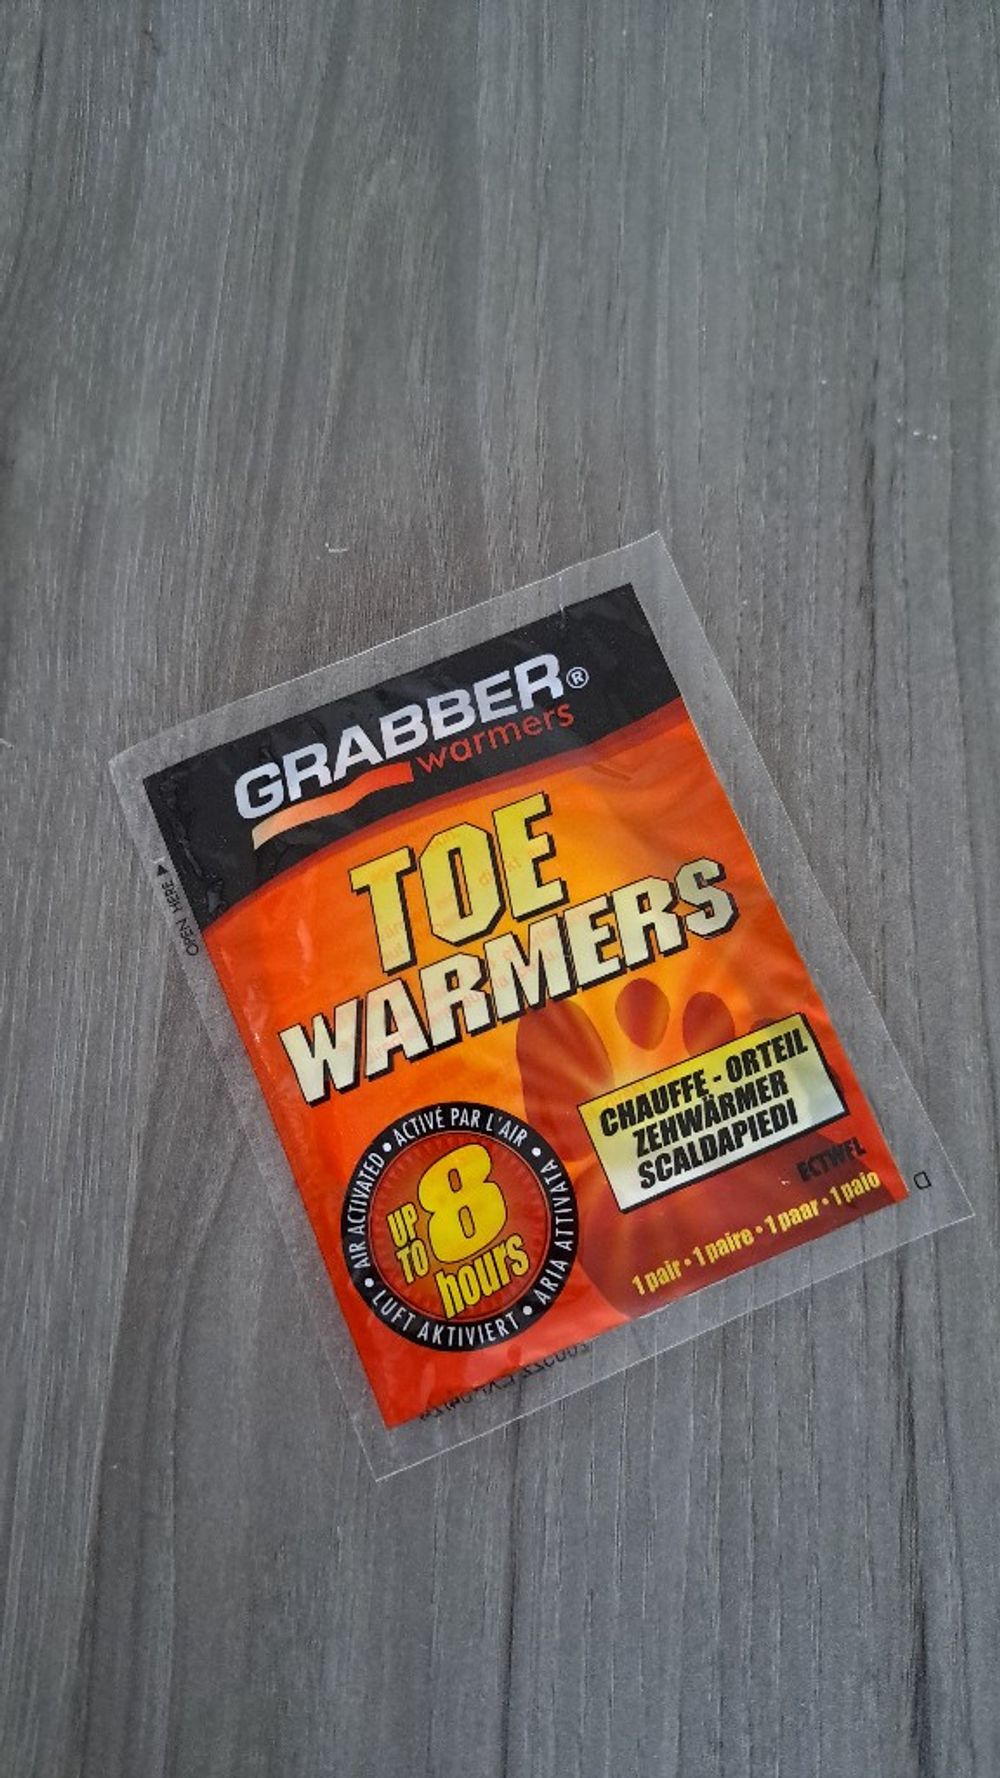 GRABBER®
warmers
TOE
WARMERS
OPEN HERE
CHAUFFE - ORTEIL
ZEHWÄRMER
SCALDAPIEDI
ECTWEL
1 pair • 1 paire • 1 paar • 1 paio
AIR ACTIVATED • ACTIVÉ PAR L'AIR • ARIA ATTIVATA • LUFT AKTIVIERT •
UP
TO
8
hours